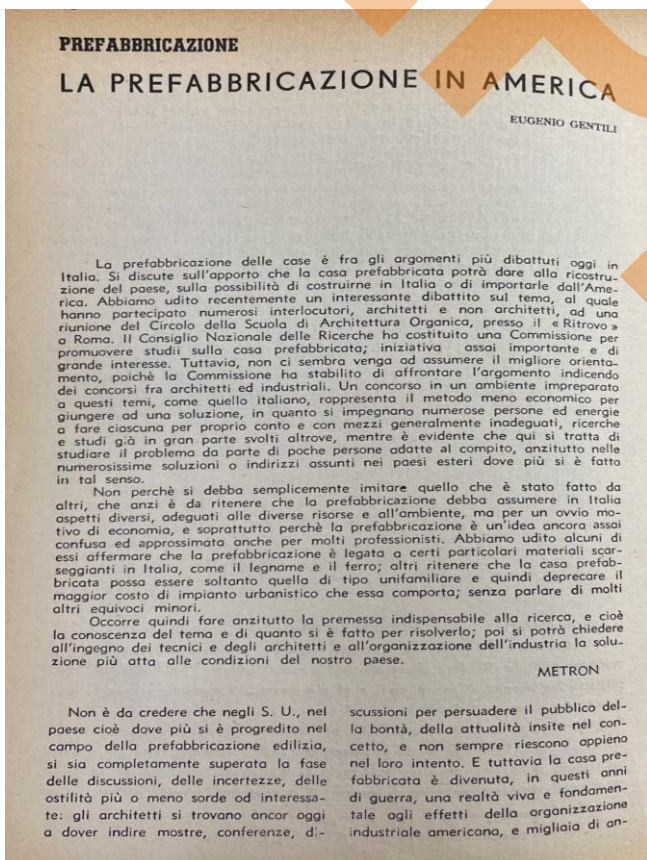 PREFABBRICAZIONE
LA PREFABBRICAZIONE IN AMERICA
EUGENIO GENTILI
La prefabbricazione delle case è fra gli argomenti più dibattuti oggi in
Italia. Si discute sull'apporto che la casa prefabbricata potrà dare alla ricostru-
zione del paese, sulla possibilità di costruirne in Italia o di importarle dall'Ame-
rica. Abbiamo udito recentemente un interessante dibattito sul tema, al quale
hanno partecipato numerosi interlocutori, architetti e non architetti, ad una
riunione del Circolo della Scuola di Architettura Organica, presso il « Ritrovo »
a Roma. Il Consiglio Nazionale delle Ricerche ha costituito una Commissione per
promuovere studii sulla casa prefabbricata; iniziativa assai importante e di
grande interesse. Tuttavia, non ci sembra venga ad assumere il migliore orienta-
mento, poichè la Commissione ha stabilito di affrontare l'argomento indicendo
dei concorsi fra architetti ed industriali. Un concorso in un ambiente impreparato
a questi temi, come quello italiano, rappresenta il metodo meno economico per
giungere ad una soluzione, in quanto si impegnano numerose persone ed energie
a fare ciascuna per proprio conto e con mezzi generalmente inadeguati, ricerche
e studi già in gran parte svolti altrove, mentre è evidente che qui si tratta di
studiare il problema da parte di poche persone adatte al compito, anzitutto nelle
numerosissime soluzioni o indirizzi assunti nei paesi esteri dove più si è fatto
in tal senso.
Non perchè si debba semplicemente imitare quello che è stato fatto da
altri, che anzi è da ritenere che la prefabbricazione debba assumere in Italia
aspetti diversi, adeguati alle diverse risorse e all'ambiente, ma per un ovvio mo-
tivo di economia, e soprattutto perchè la prefabbricazione è un'idea ancora assai
confusa ed approssimata anche per molti professionisti. Abbiamo udito alcuni di
essi affermare che la prefabbricazione è legata a certi particolari materiali scar-
seggianti in Italia, come il legname e il ferro; altri ritenere che la casa prefab-
bricata possa essere soltanto quella di tipo unifamiliare e quindi deprecare il
maggior costo di impianto urbanistico che essa comporta; senza parlare di molti
altri equivoci minori.
Occorre quindi fare anzitutto la premessa indispensabile alla ricerca, e cioè
la conoscenza del tema e di quanto si è fatto per risolverlo; poi si potrà chiedere
all'ingegno dei tecnici e degli architetti e all'organizzazione dell'industria la solu-
zione più atta alle condizioni del nostro paese.
METRON
Non è da credere che negli S. U., nel
paese cioè dove più si è progredito nel
campo della prefabbricazione edilizia,
si sia completamente superata la fase
delle discussioni, delle incertezze, delle
ostilità più o meno sorde od interessa-
te: gli architetti si trovano ancor oggi
a dover indire mostre, conferenze, di-
scussioni per persuadere il pubblico del-
la bontà, della attualità insite nel con-
cetto, e non sempre riescono appieno
nel loro intento. E tuttavia la casa pre-
fabbricata è divenuta, in questi anni
di guerra, una realtà viva e fondamen-
tale agli effetti della organizzazione
industriale americana, e migliaia di an-